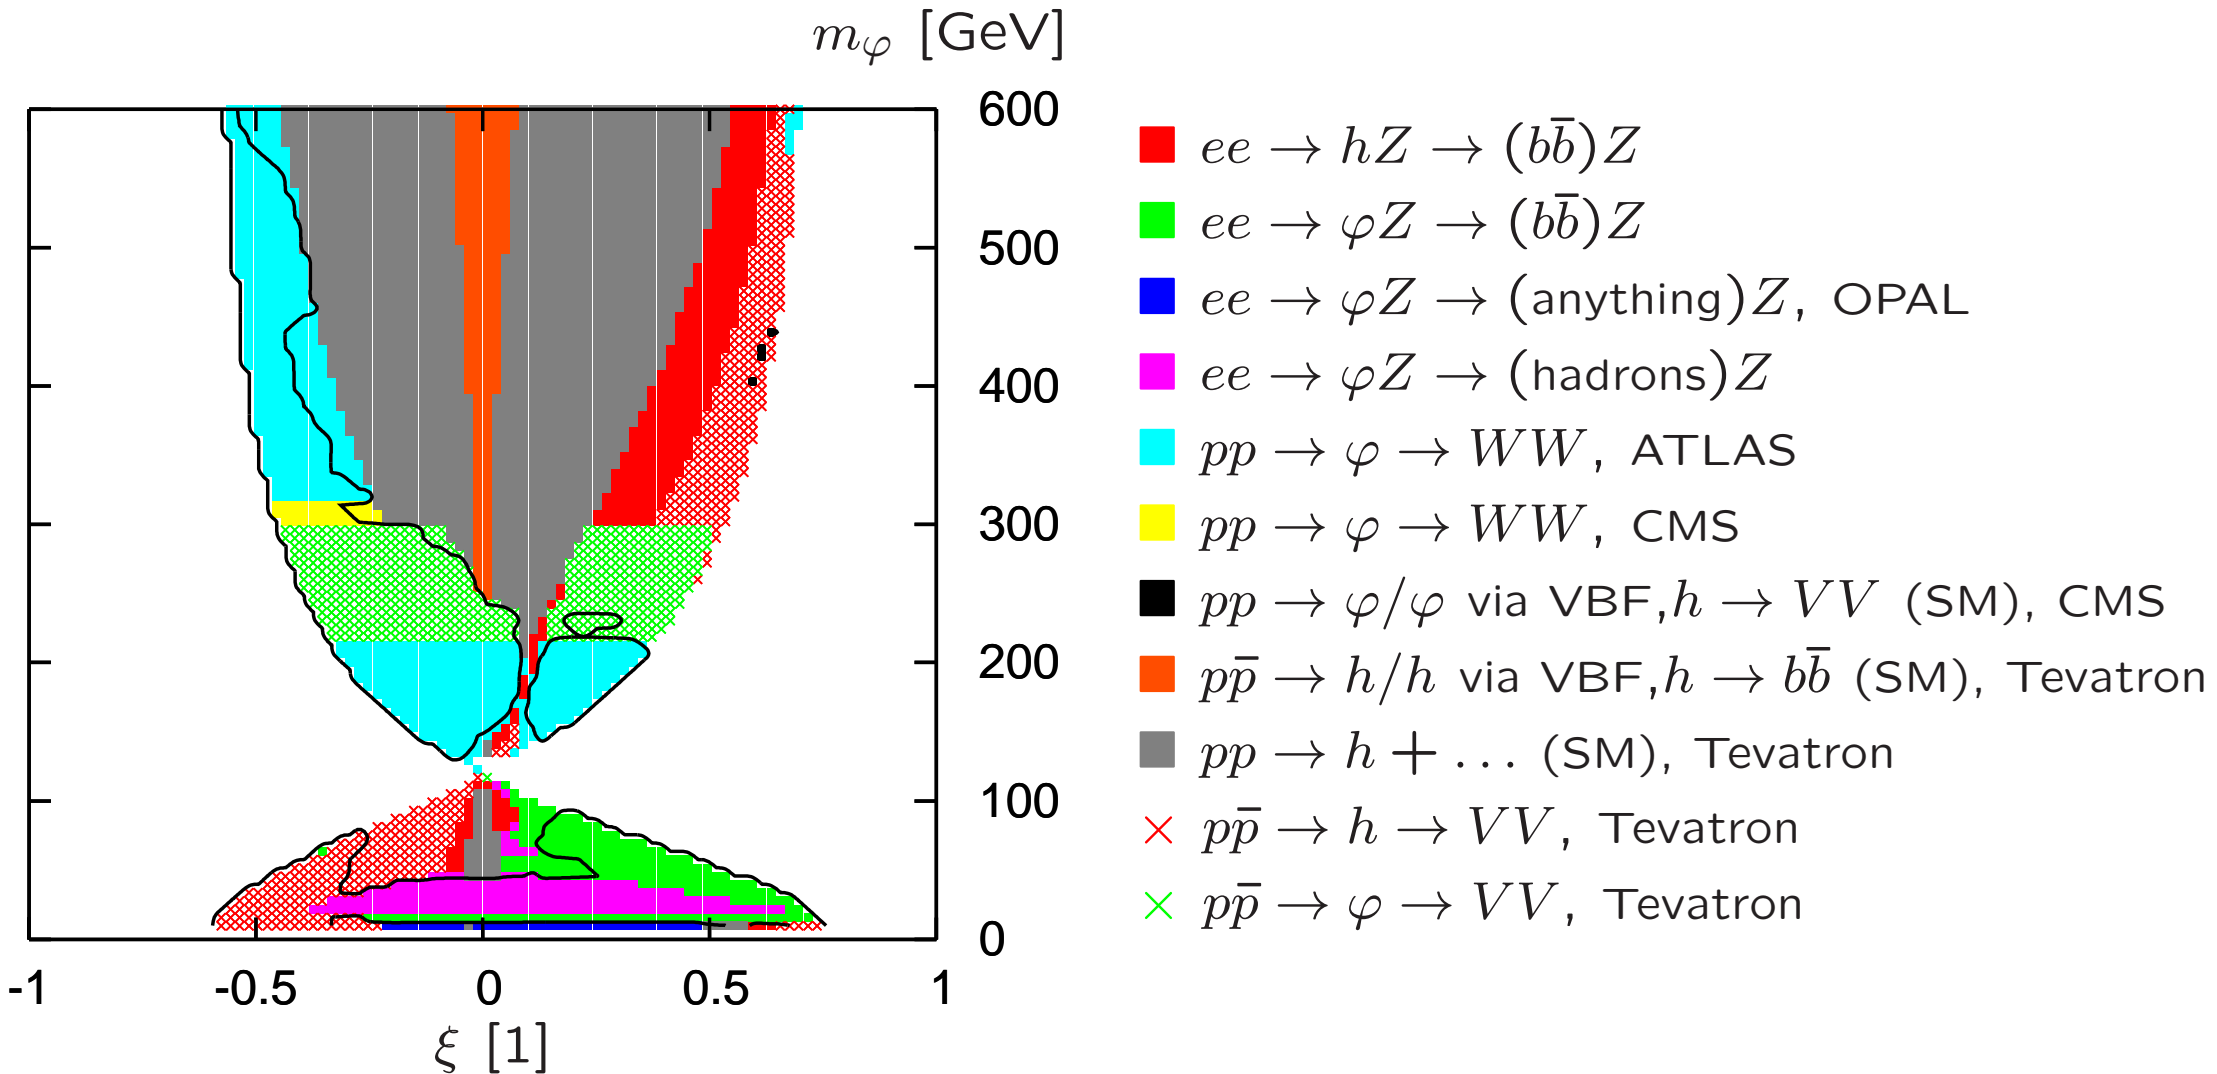 mφ [GeV]
600
500
400
300
200
100
0
-1 -0.5 0 0.5 1
ξ [1]
ee → hZ → (bb̄)Z
ee → φZ → (bb̄)Z
ee → φZ → (anything)Z, OPAL
ee → φZ → (hadrons)Z
pp → φ → WW, ATLAS
pp → φ → WW, CMS
pp → φ/φ via VBF,h → VV (SM), CMS
pp̄ → h/h via VBF,h → bb̄ (SM), Tevatron
pp → h + ... (SM), Tevatron
pp̄ → h → VV, Tevatron
pp̄ → φ → VV, Tevatron